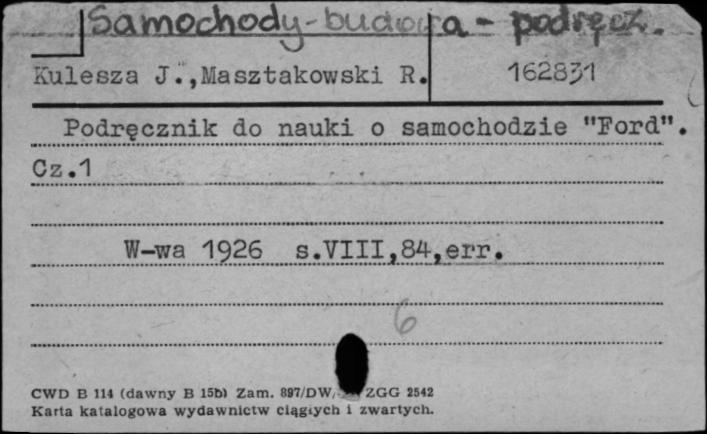 Samochody-budowa - podręcz.
Kulesza J.,Masztakowski R.
162831
Podręcznik do nauki o samochodzie "Ford".
Cz.1
W-wa 1926 s.VIII,84,err.
6
CWD B 114 (dawny B 15b) Zam. 897/DW, ZGG 2542
Karta katalogowa wydawnictw ciągłych i zwartych.